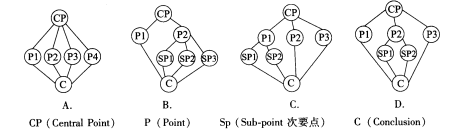 CP CP CP CP
P1 P2 P3 P4 P1 P2 P1 P2 P3 P1 P2 P3
SP1 SP2 SP3 SP1 SP2 SP1 SP2
C C C C
A. B. C. D.
CP (Central Point) P (Point) Sp (Sub-point 次要点) C (Conclusion)